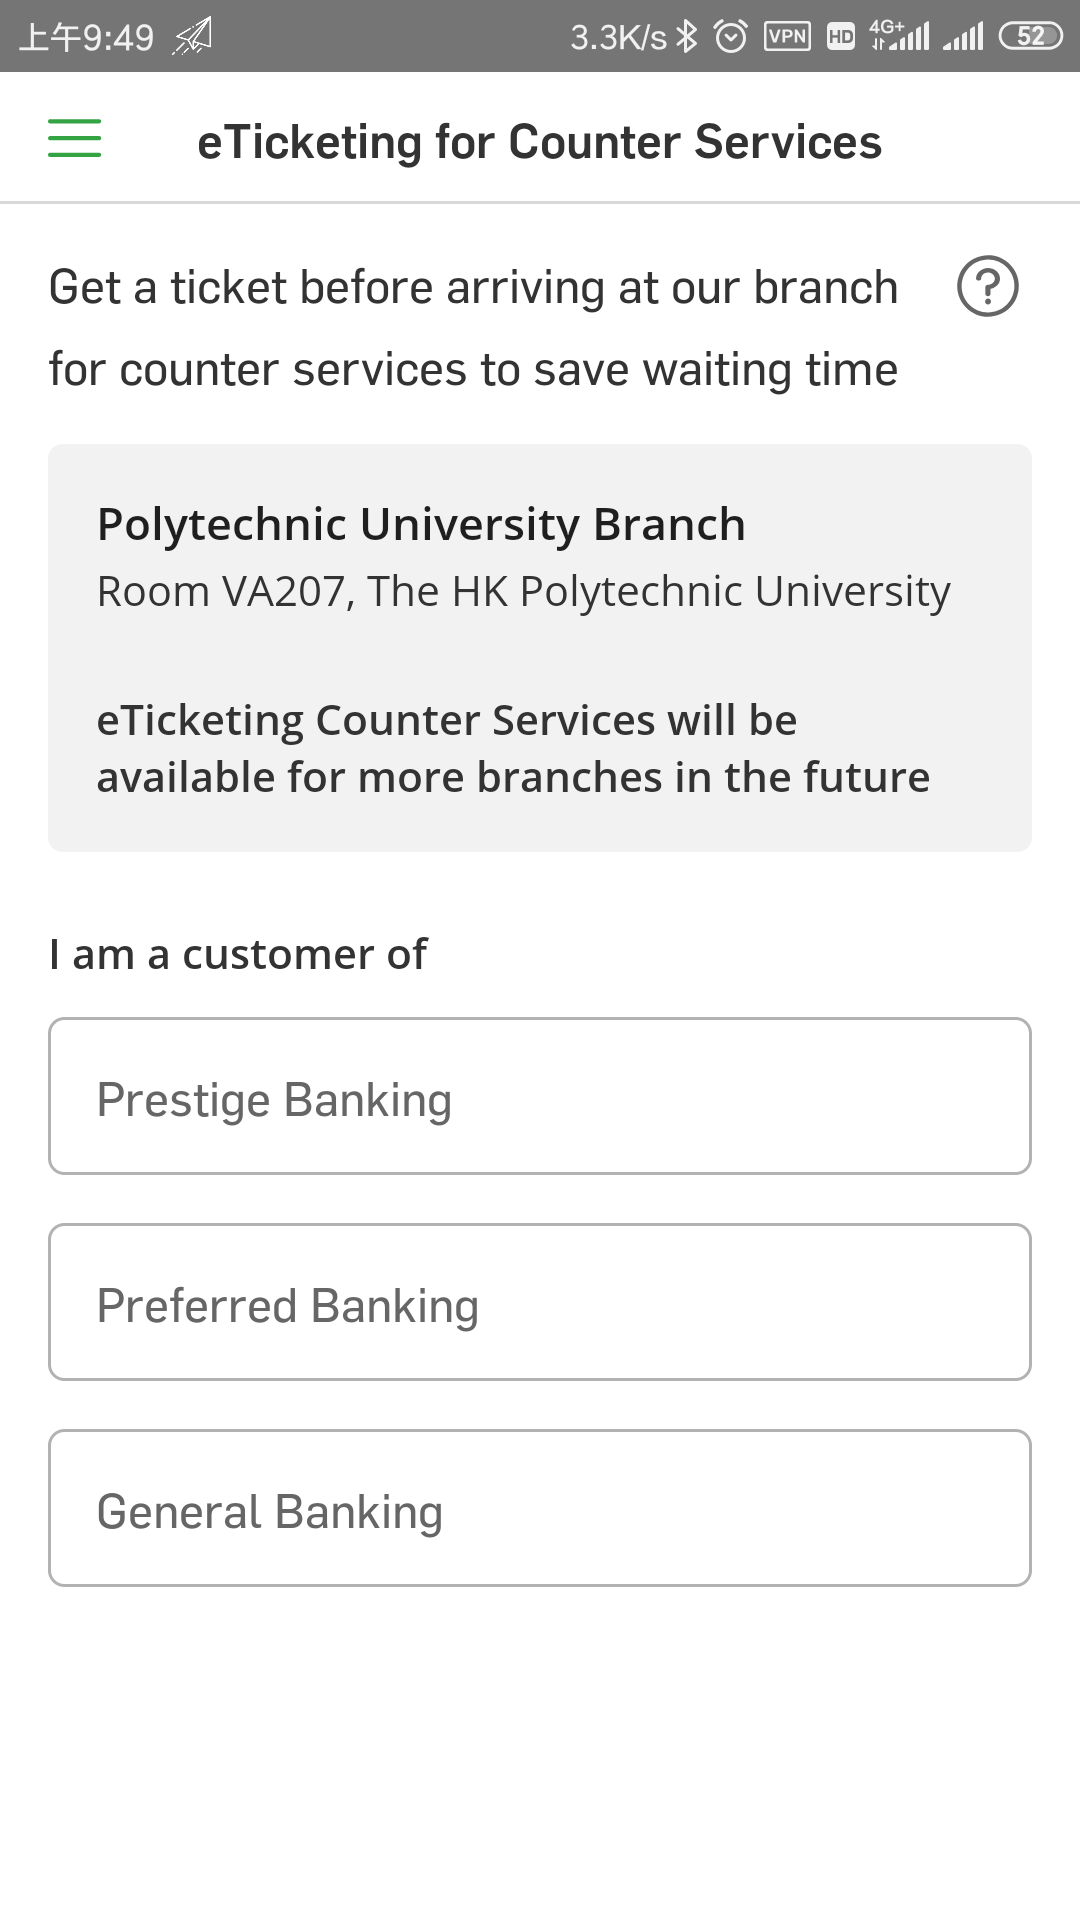 上午9:49 3.3K/s VPN HD 4G+ 52
eTicketing for Counter Services
Get a ticket before arriving at our branch
for counter services to save waiting time
Polytechnic University Branch
Room VA207, The HK Polytechnic University
eTicketing Counter Services will be
available for more branches in the future
I am a customer of
Prestige Banking
Preferred Banking
General Banking